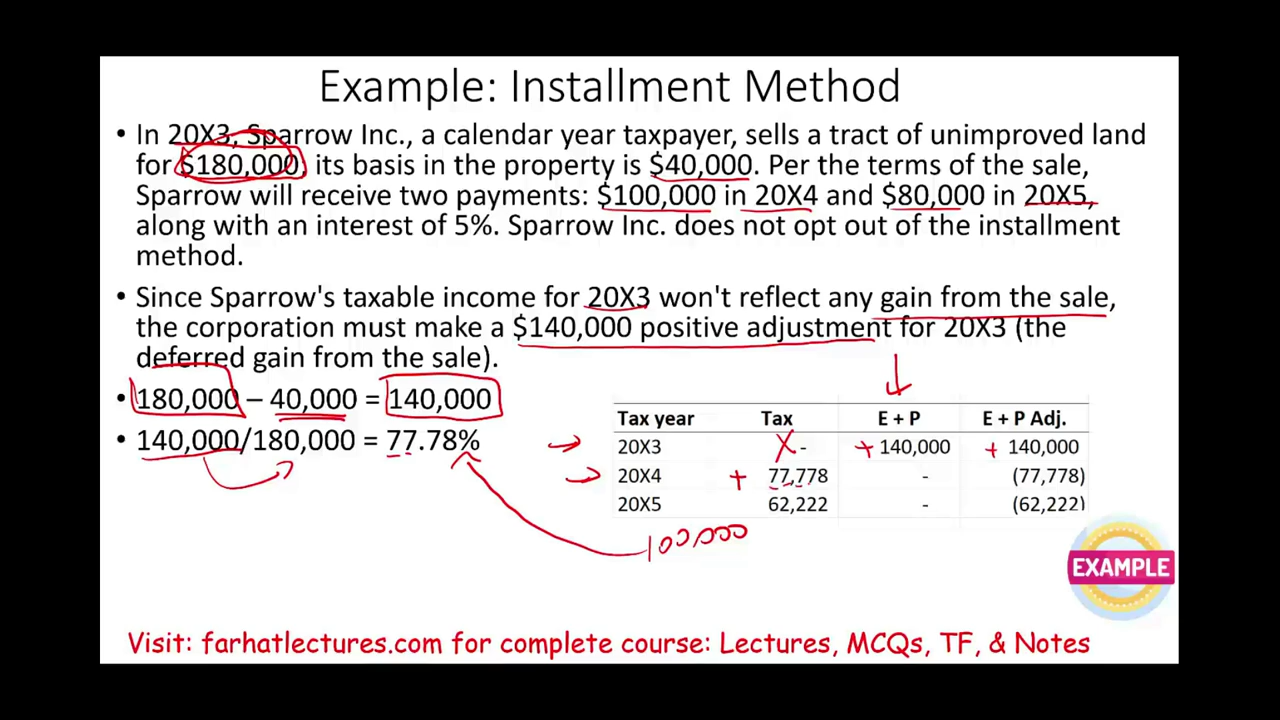 Example: Installment Method
• In 20X3, Sparrow Inc., a calendar year taxpayer, sells a tract of unimproved land
for $180,000, its basis in the property is $40,000. Per the terms of the sale,
Sparrow will receive two payments: $100,000 in 20X4 and $80,000 in 20X5,
along with an interest of 5%. Sparrow Inc. does not opt out of the installment
method.
• Since Sparrow's taxable income for 20X3 won't reflect any gain from the sale,
the corporation must make a $140,000 positive adjustment for 20X3 (the
deferred gain from the sale).
• 180,000 – 40,000 = 140,000
• 140,000/180,000 = 77.78%
Tax year Tax E + P E + P Adj.
20X3 X - + 140,000 + 140,000
20X4 + 77,778 - (77,778)
20X5 62,222 - (62,222)
100,000
EXAMPLE
Visit: farhatlectures.com for complete course: Lectures, MCQs, TF, & Notes